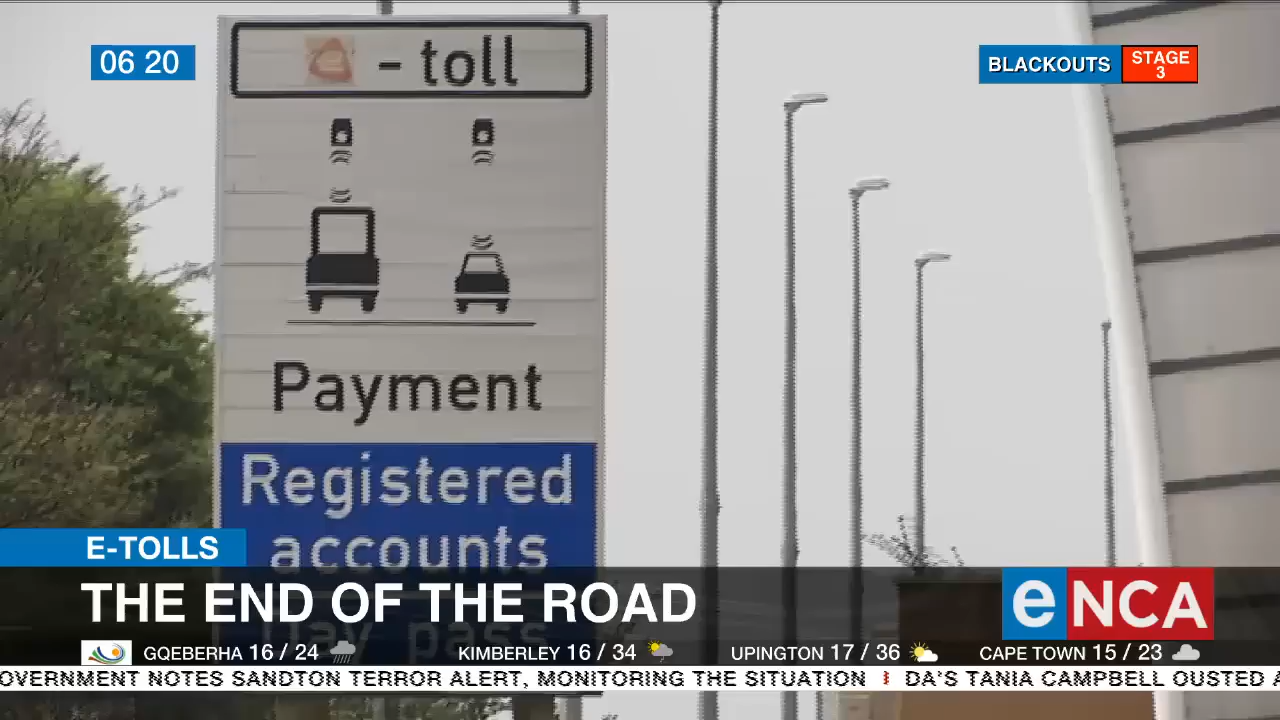 06 20
BLACKOUTS
STAGE
3
e - toll
Payment
Registered
accounts
Day pass
E-TOLLS
THE END OF THE ROAD
eNCA
GQEBERHA 16 / 24
KIMBERLEY 16 / 34
UPINGTON 17 / 36
CAPE TOWN 15 / 23
OVERNMENT NOTES SANDTON TERROR ALERT, MONITORING THE SITUATION
DA'S TANIA CAMPBELL OUSTED A